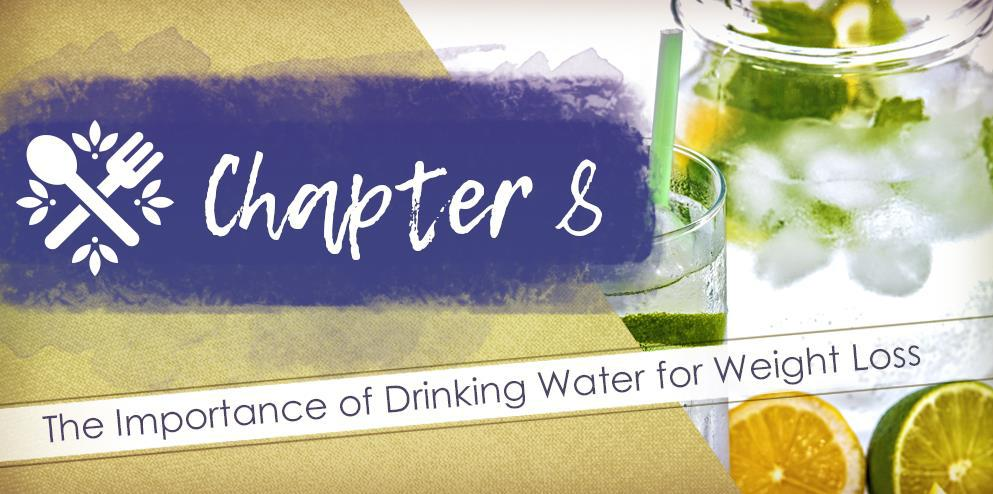 Chapter 8
The Importance of Drinking Water for Weight Loss